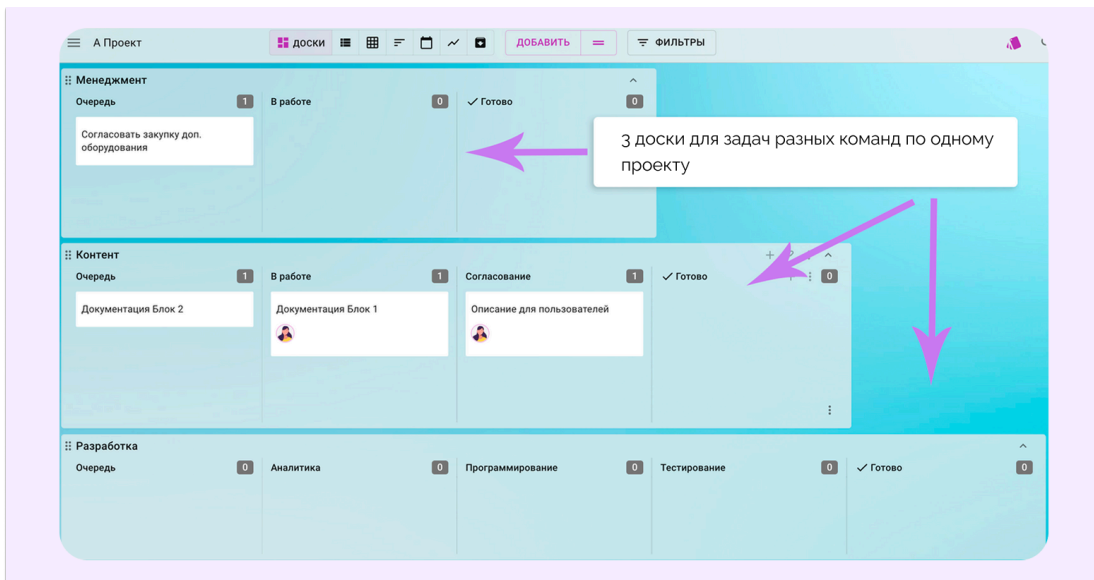 А Проект
ДОСКИ
ДОБАВИТЬ
ФИЛЬТРЫ
Менеджмент
Очередь 1 В работе 0 Готово 0
Согласовать закупку доп.
оборудования
3 доски для задач разных команд по одному
проекту
Контент
Очередь 1 В работе 1 Согласование 1 Готово 0
Документация Блок 2
Документация Блок 1
Описание для пользователей
Разработка
Очередь 0 Аналитика 0 Программирование 0 Тестирование 0 Готово 0